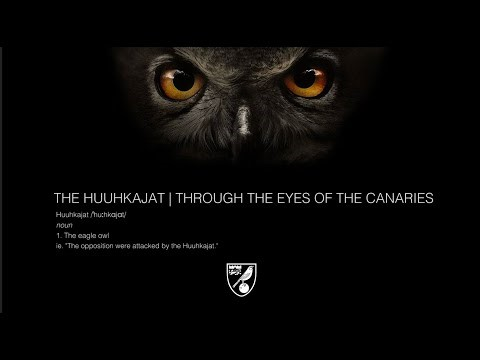 THE HUUHKAJAT | THROUGH THE EYES OF THE CANARIES
Huuhkajat /ˈhuːhkɑjɑt/
noun
1. The eagle owl
ie. "The opposition were attacked by the Huuhkajat."